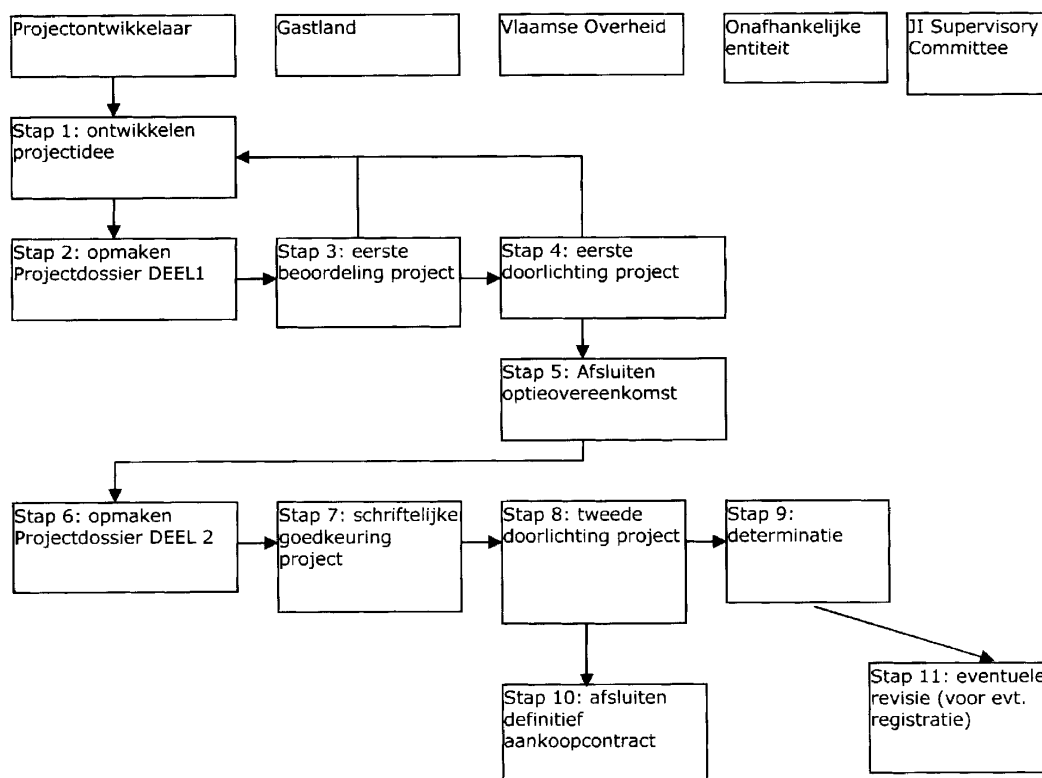 Projectontwikkelaar
Gastland
Vlaamse Overheid
Onafhankelijke
entiteit
JI Supervisory
Committee
Stap 1: ontwikkelen
projectidee
Stap 2: opmaken
Projectdossier DEEL1
Stap 3: eerste
beoordeling project
Stap 4: eerste
doorlichting project
Stap 5: Afsluiten
optieovereenkomst
Stap 6: opmaken
Projectdossier DEEL 2
Stap 7: schriftelijke
goedkeuring
project
Stap 8: tweede
doorlichting project
Stap 9:
determinatie
Stap 10: afsluiten
definitief
aankoopcontract
Stap 11: eventuele
revisie (voor evt.
registratie)